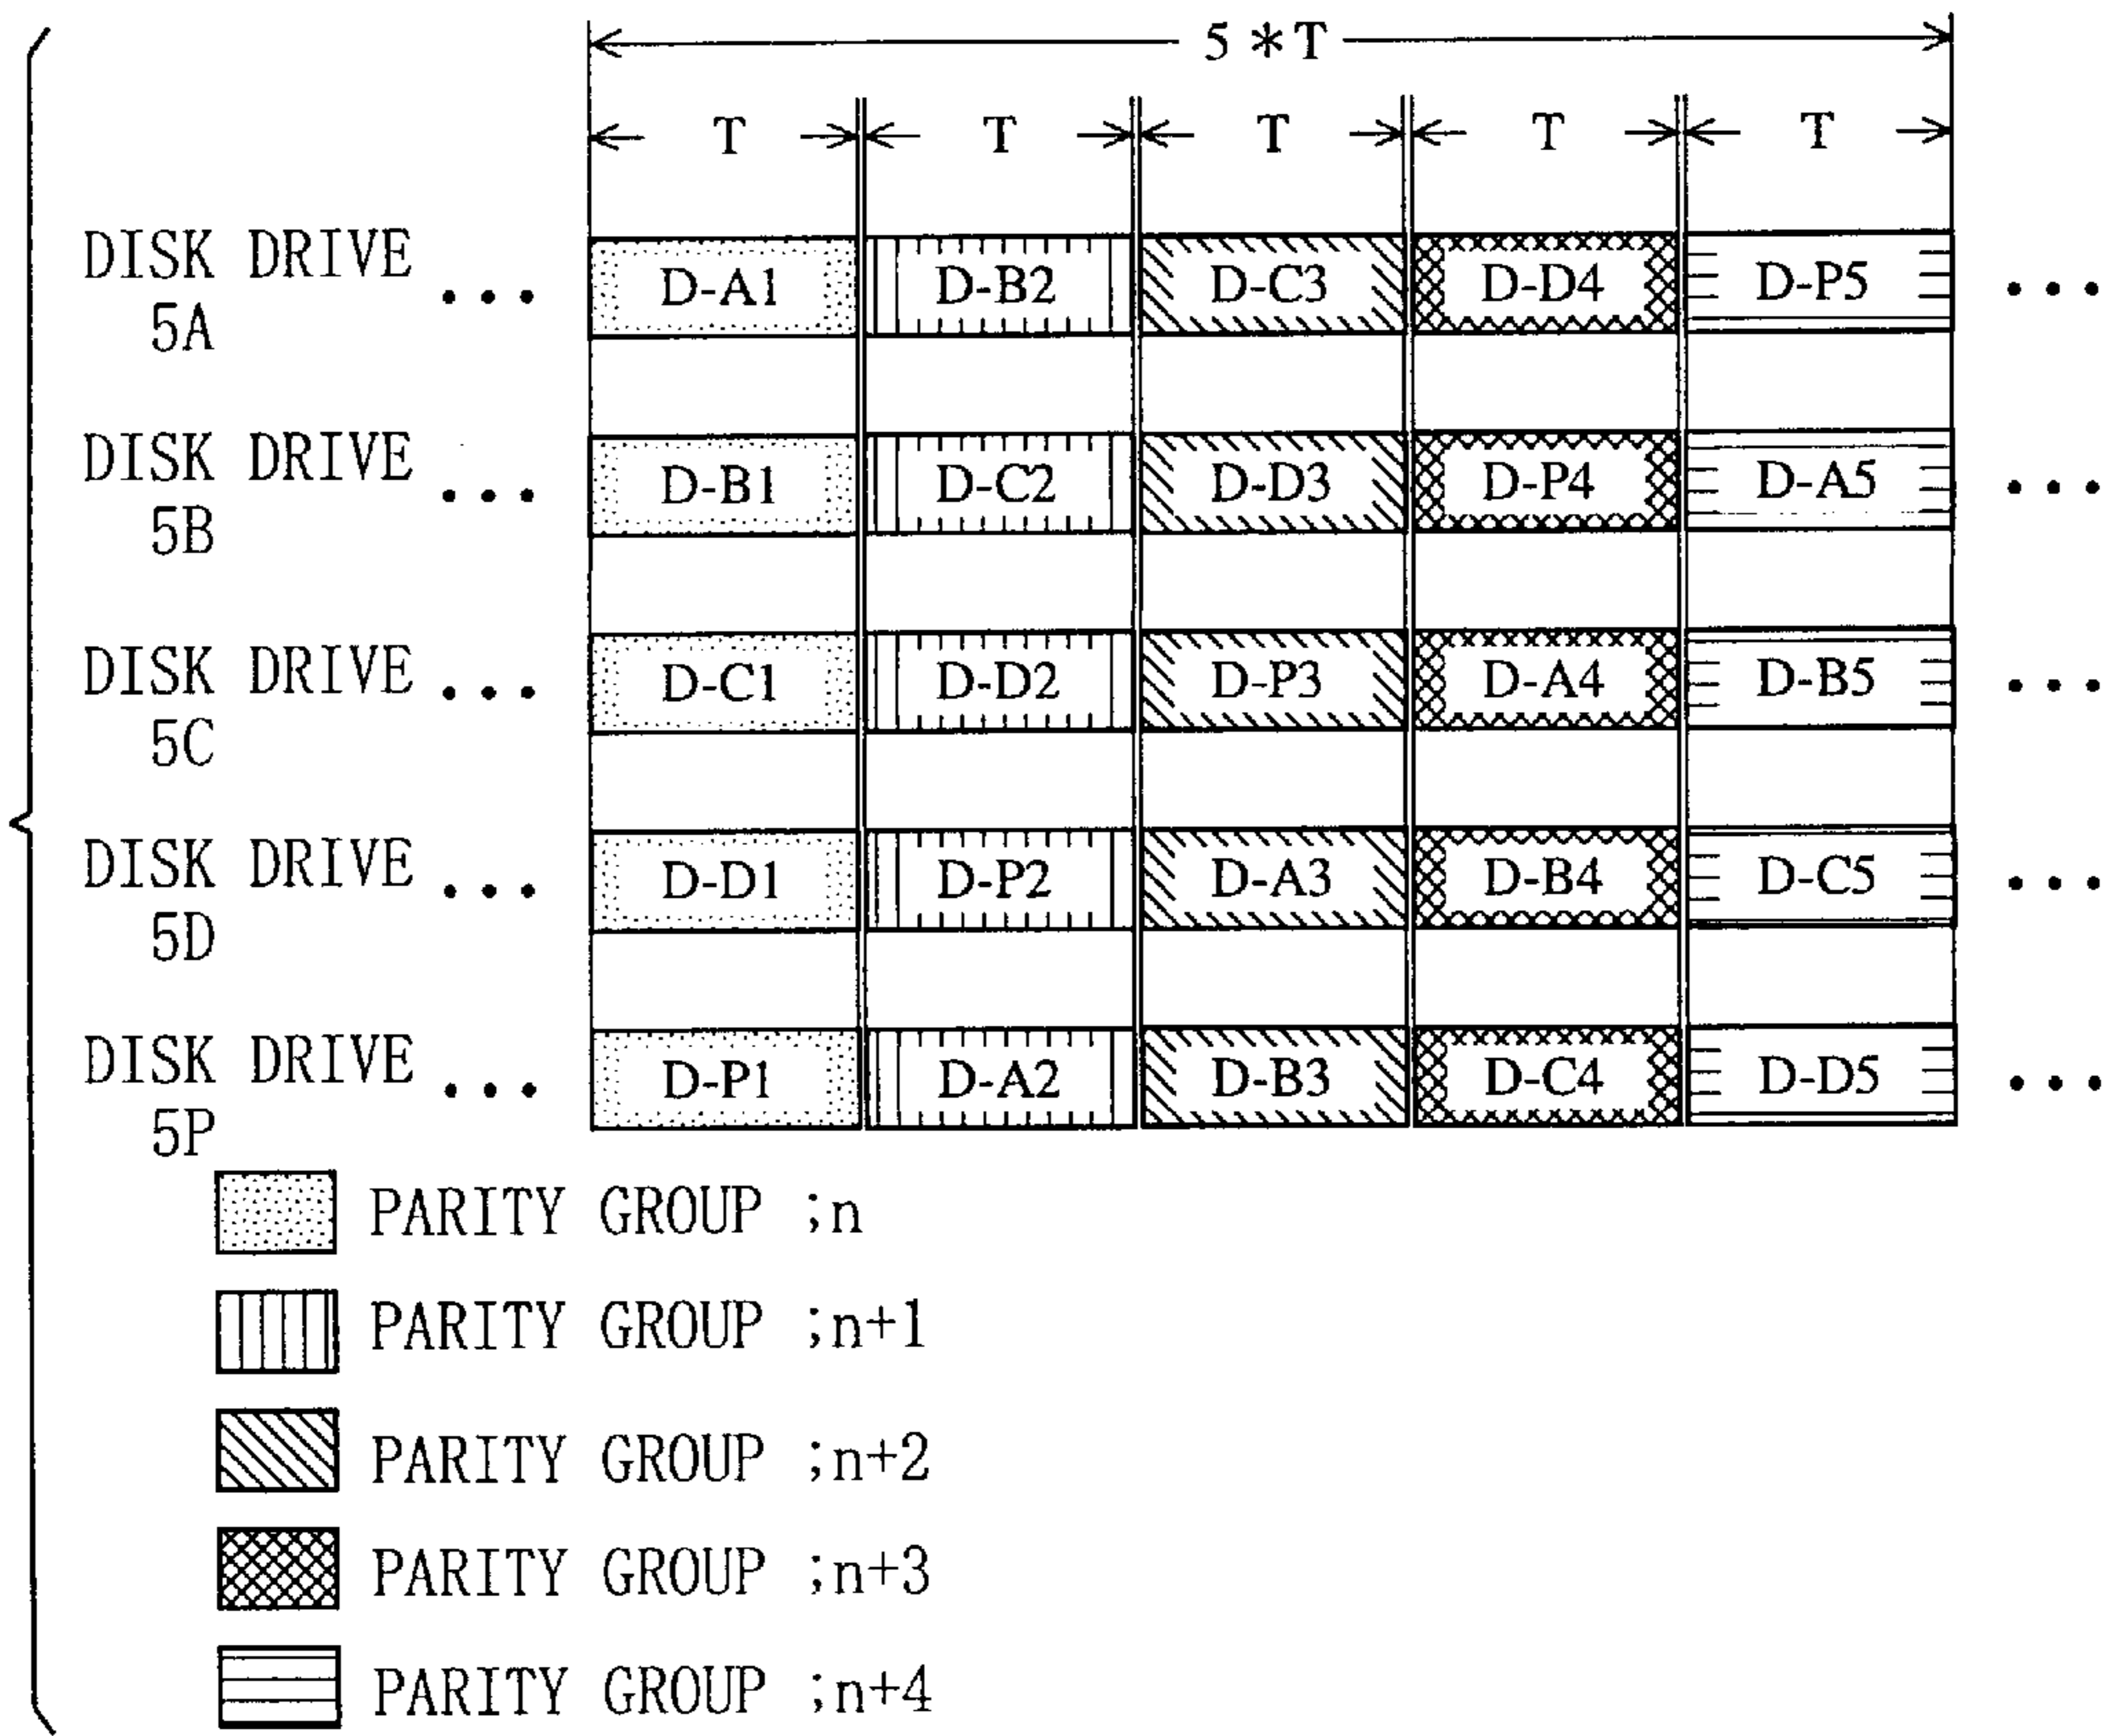 5 * T
T T T T T
DISK DRIVE 5A ... D-A1 D-B2 D-C3 D-D4 D-P5 ...
DISK DRIVE 5B ... D-B1 D-C2 D-D3 D-P4 D-A5 ...
DISK DRIVE 5C ... D-C1 D-D2 D-P3 D-A4 D-B5 ...
DISK DRIVE 5D ... D-D1 D-P2 D-A3 D-B4 D-C5 ...
DISK DRIVE 5P ... D-P1 D-A2 D-B3 D-C4 D-D5 ...
PARITY GROUP ;n
PARITY GROUP ;n+1
PARITY GROUP ;n+2
PARITY GROUP ;n+3
PARITY GROUP ;n+4